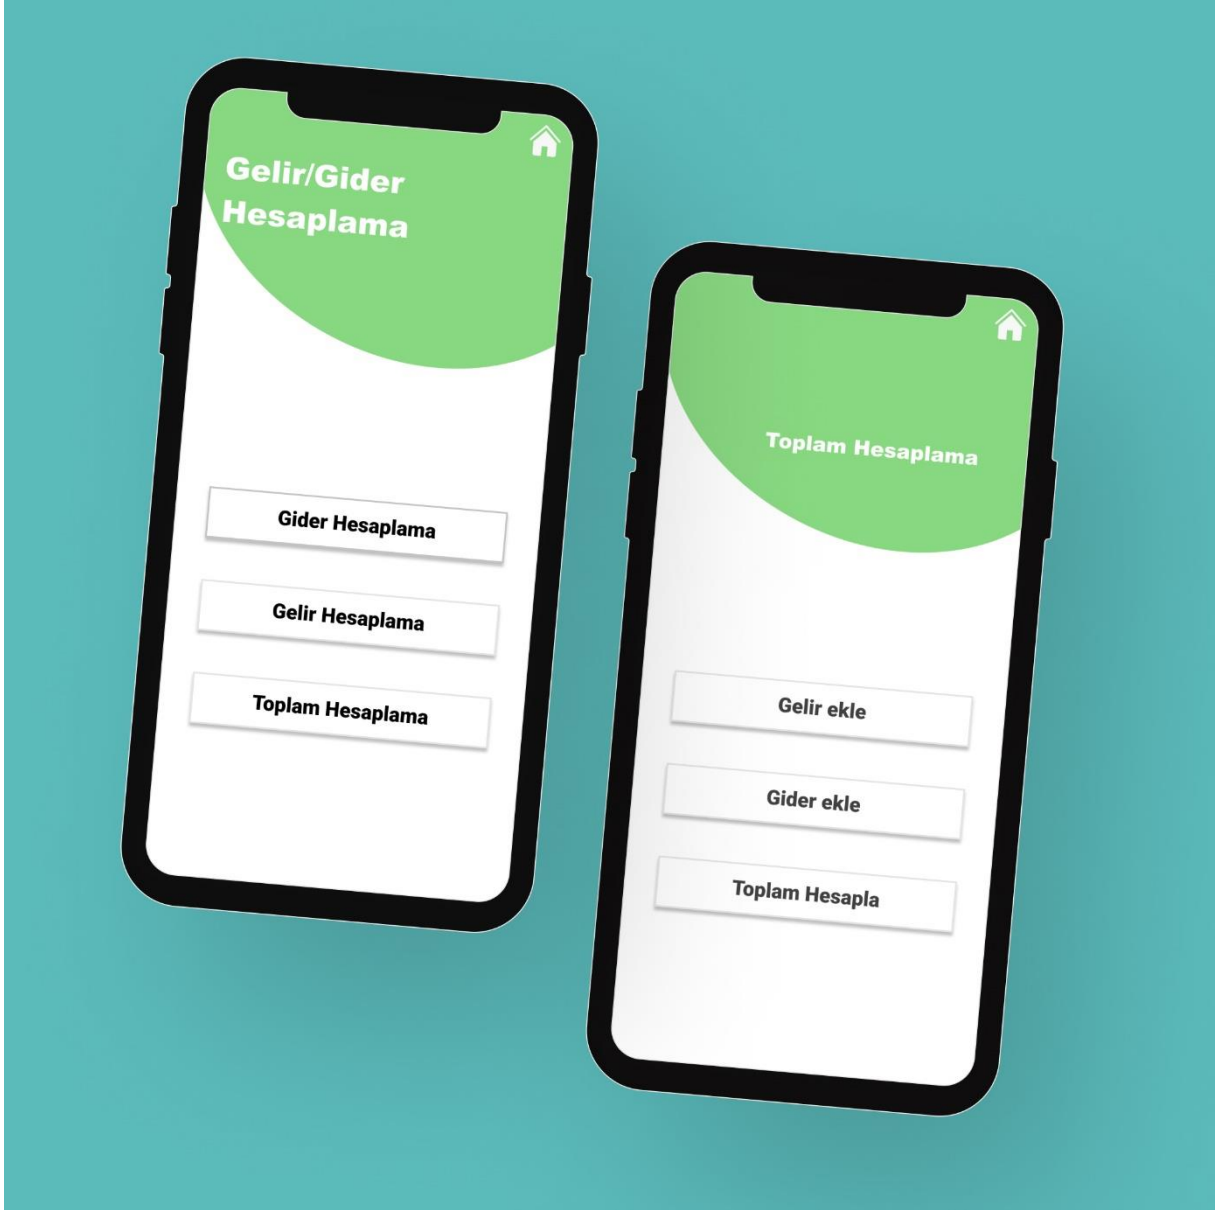 Gelir/Gider
Hesaplama
Gider Hesaplama
Gelir Hesaplama
Toplam Hesaplama
Toplam Hesaplama
Gelir ekle
Gider ekle
Toplam Hesapla